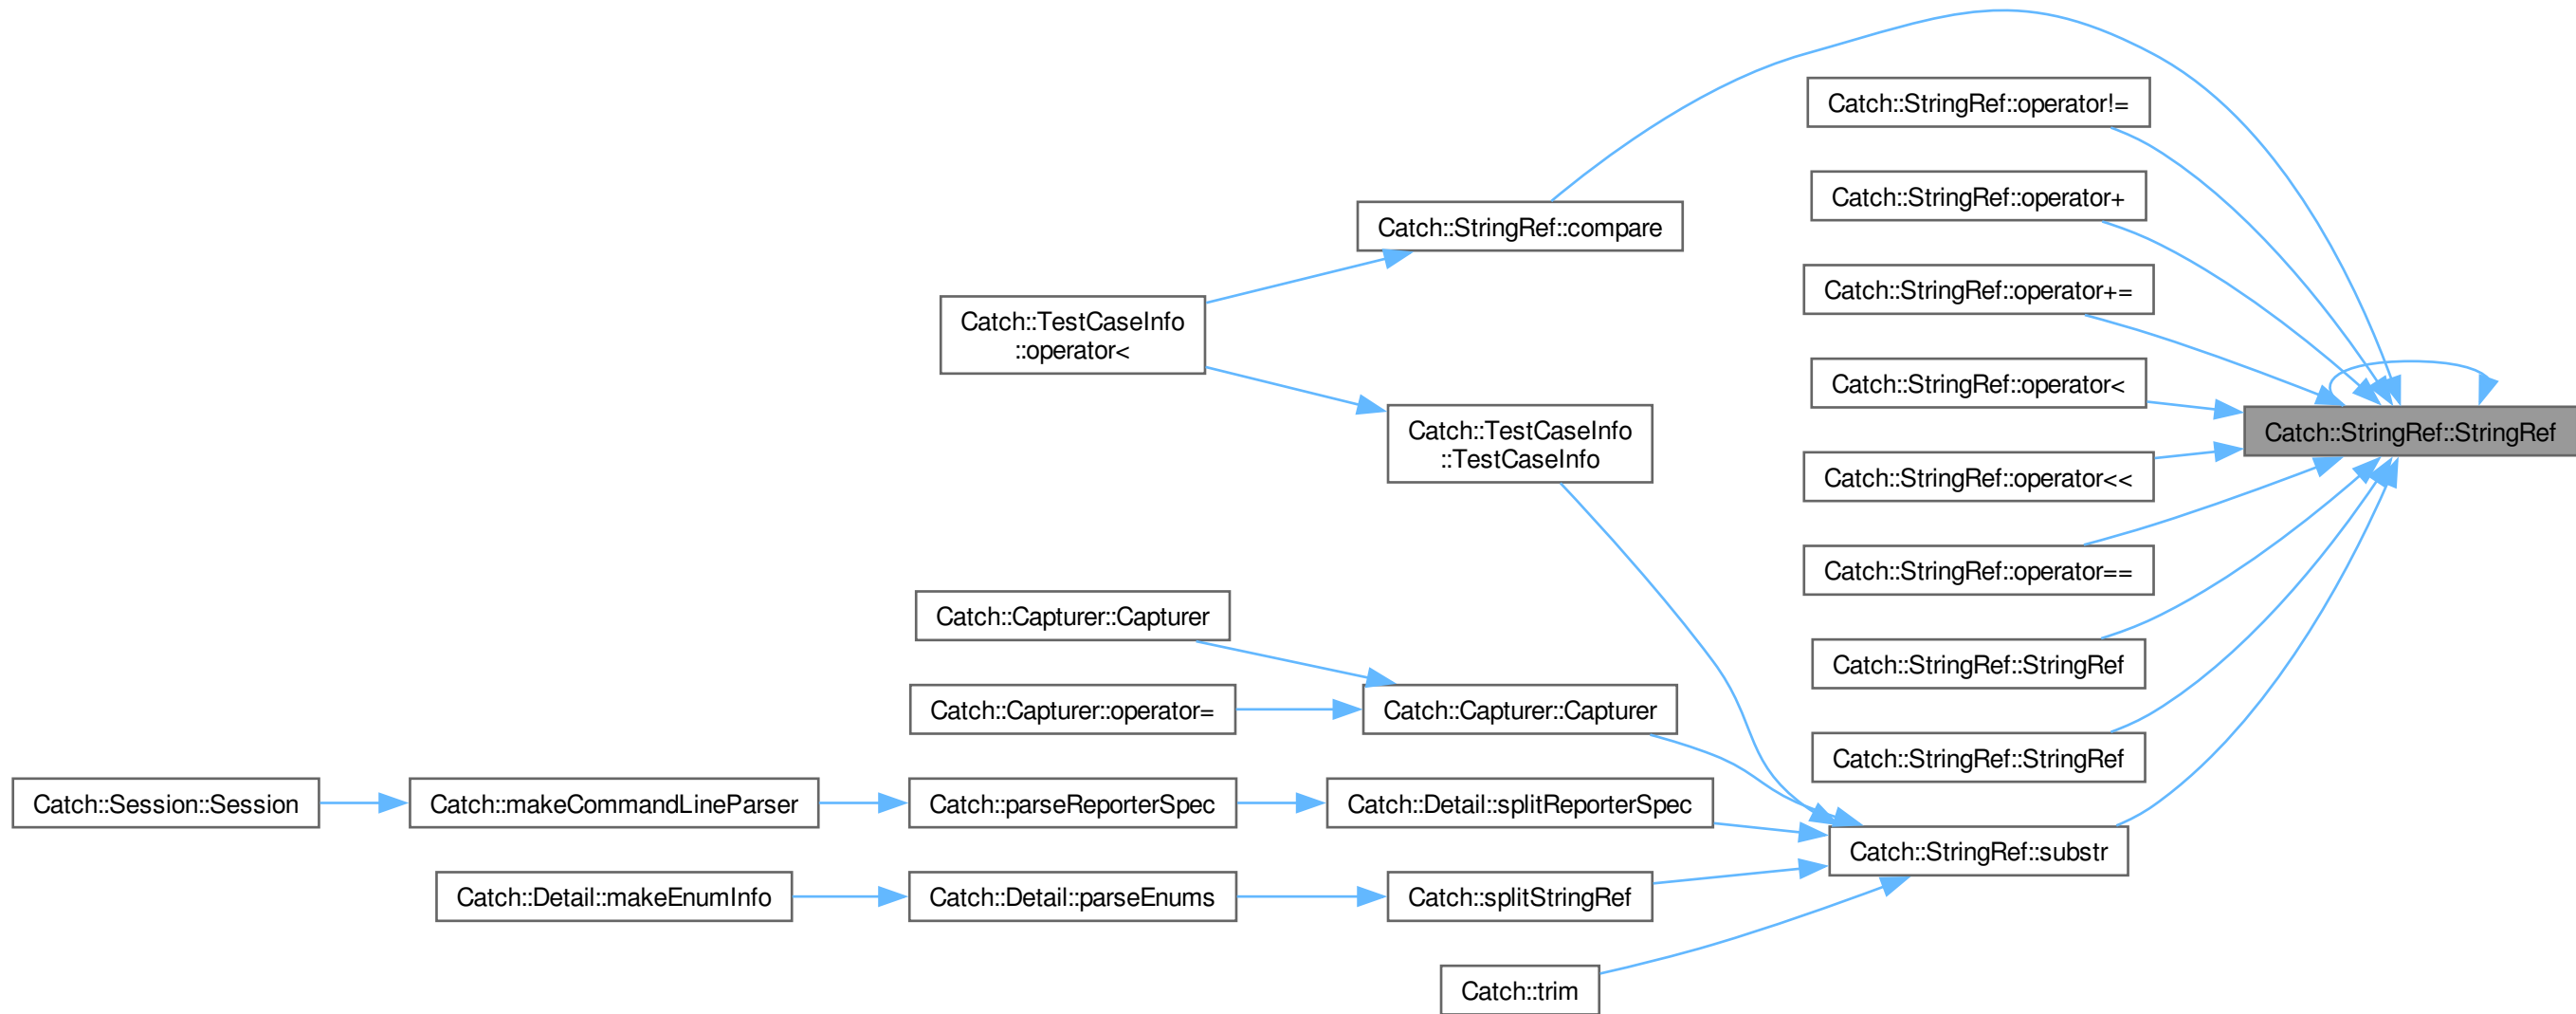 Catch::StringRef::operator!=
Catch::StringRef::operator+
Catch::StringRef::compare
Catch::StringRef::operator+=
Catch::TestCaseInfo
::operator<
Catch::StringRef::operator<
Catch::StringRef::StringRef
Catch::TestCaseInfo
::TestCaseInfo
Catch::StringRef::operator<<
Catch::StringRef::operator==
Catch::Capturer::Capturer
Catch::StringRef::StringRef
Catch::Capturer::operator=
Catch::Capturer::Capturer
Catch::StringRef::StringRef
Catch::Session::Session
Catch::makeCommandLineParser
Catch::parseReporterSpec
Catch::Detail::splitReporterSpec
Catch::StringRef::substr
Catch::Detail::makeEnumInfo
Catch::Detail::parseEnums
Catch::splitStringRef
Catch::trim